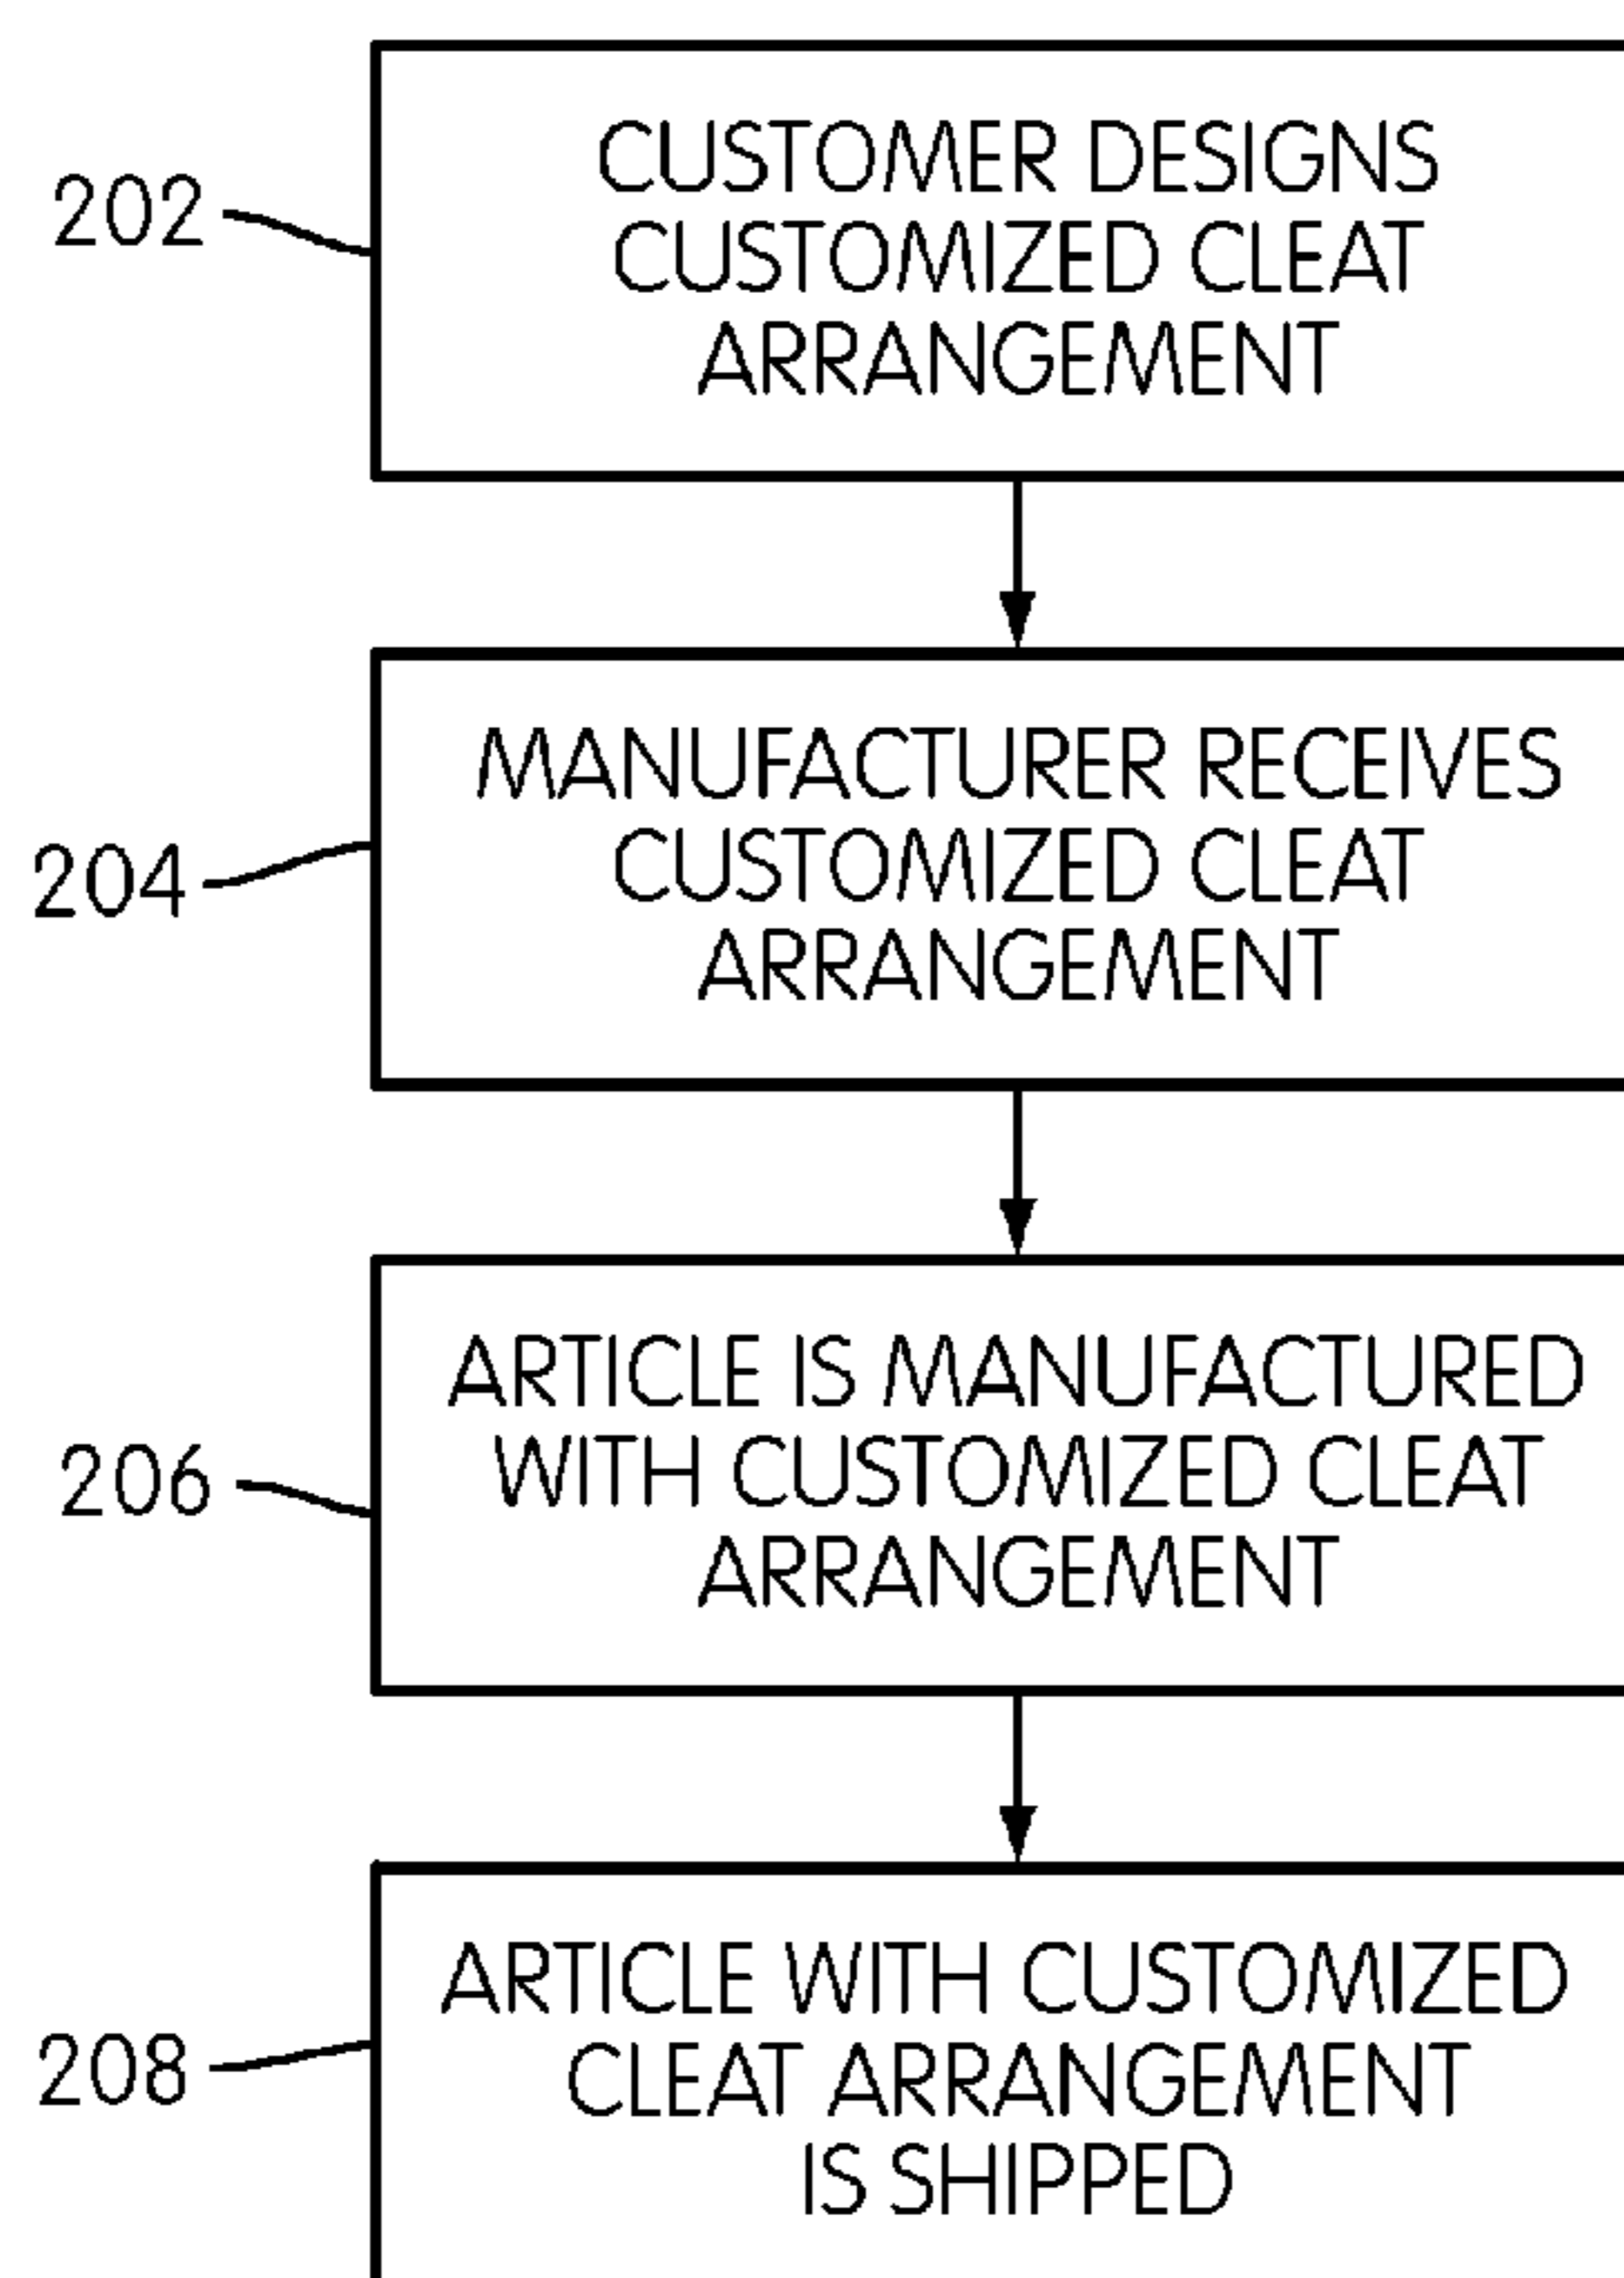 202
CUSTOMER DESIGNS
CUSTOMIZED CLEAT
ARRANGEMENT
204
MANUFACTURER RECEIVES
CUSTOMIZED CLEAT
ARRANGEMENT
206
ARTICLE IS MANUFACTURED
WITH CUSTOMIZED CLEAT
ARRANGEMENT
208
ARTICLE WITH CUSTOMIZED
CLEAT ARRANGEMENT
IS SHIPPED